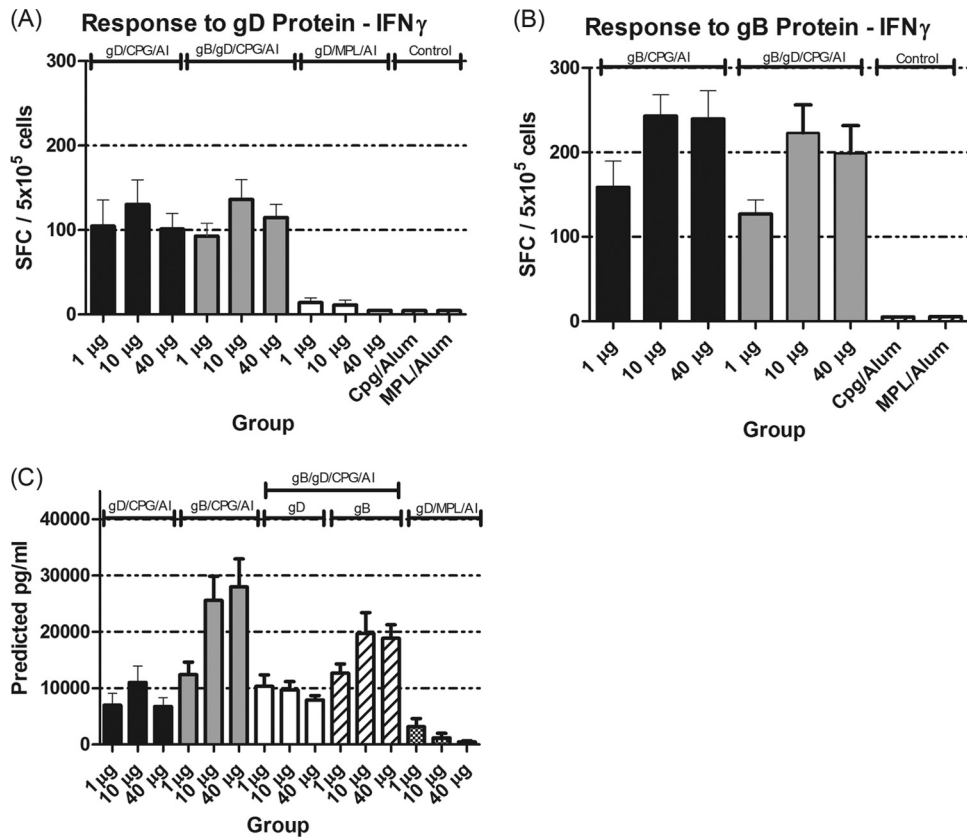 (A)
Response to gD Protein - IFNγ
gD/CPG/Al gB/gD/CPG/Al gD/MPL/Al Control
300
200
100
0
SFC / 5x10⁵ cells
1 µg 10 µg 40 µg 1 µg 10 µg 40 µg 1 µg 10 µg 40 µg Cpg/Alum MPL/Alum
Group
(B)
Response to gB Protein - IFNγ
gB/CPG/Al gB/gD/CPG/Al Control
300
200
100
0
SFC / 5x10⁵ cells
1 µg 10 µg 40 µg 1 µg 10 µg 40 µg Cpg/Alum MPL/Alum
Group
(C)
gB/gD/CPG/Al
gD/CPG/Al gB/CPG/Al gD gB gD/MPL/Al
40000
30000
20000
10000
0
Predicted pg/ml
1 µg 10 µg 40 µg 1 µg 10 µg 40 µg 1 µg 10 µg 40 µg 1 µg 10 µg 40 µg 1 µg 10 µg 40 µg
Group